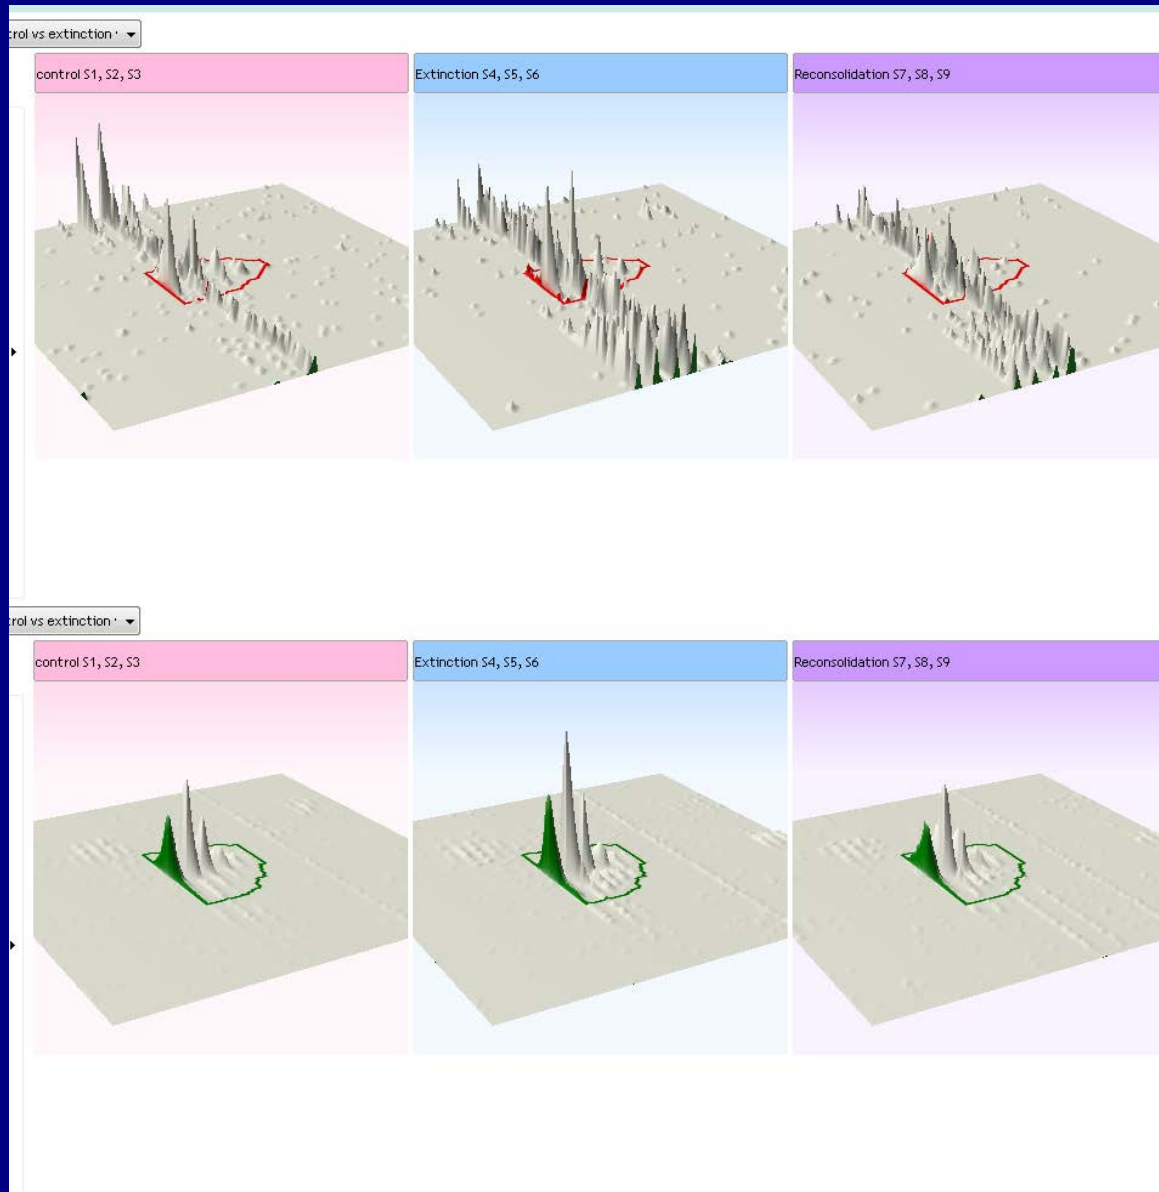 trol vs extinction
control S1, S2, S3
Extinction S4, S5, S6
Reconsolidation S7, S8, S9
rol vs extinction
control S1, S2, S3
Extinction S4, S5, S6
Reconsolidation S7, S8, S9